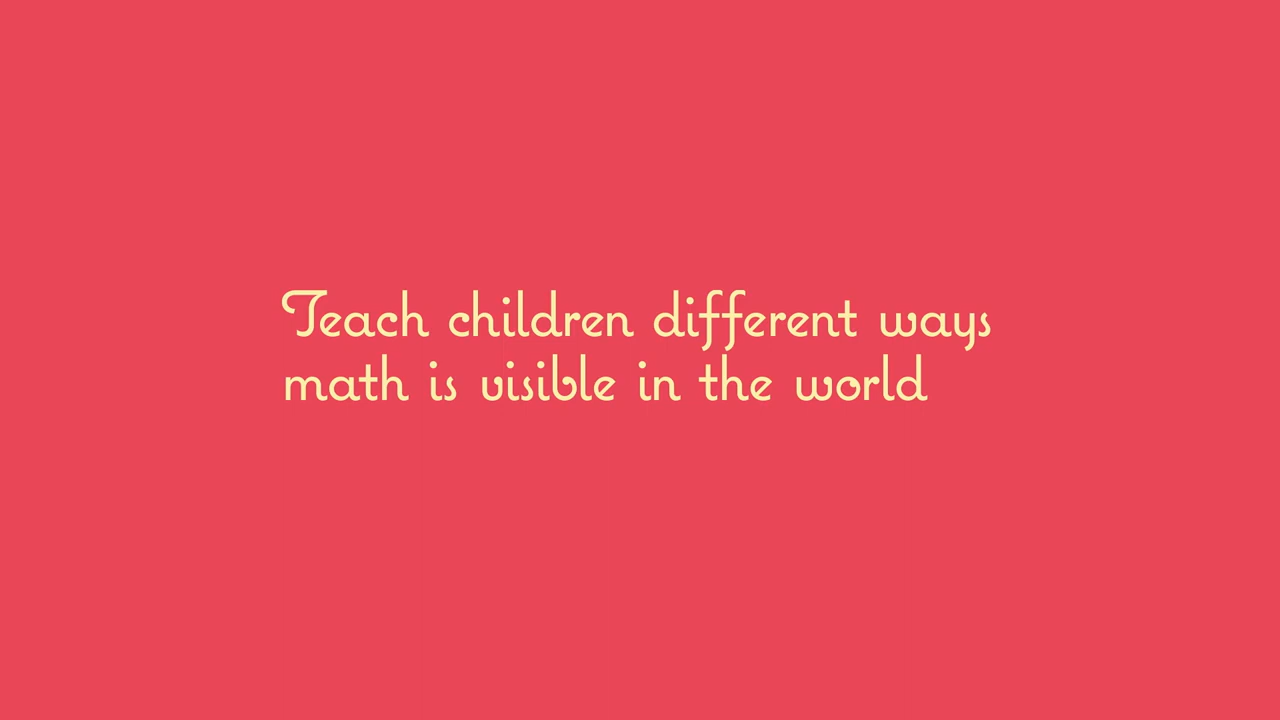 Teach children different ways
math is visible in the world